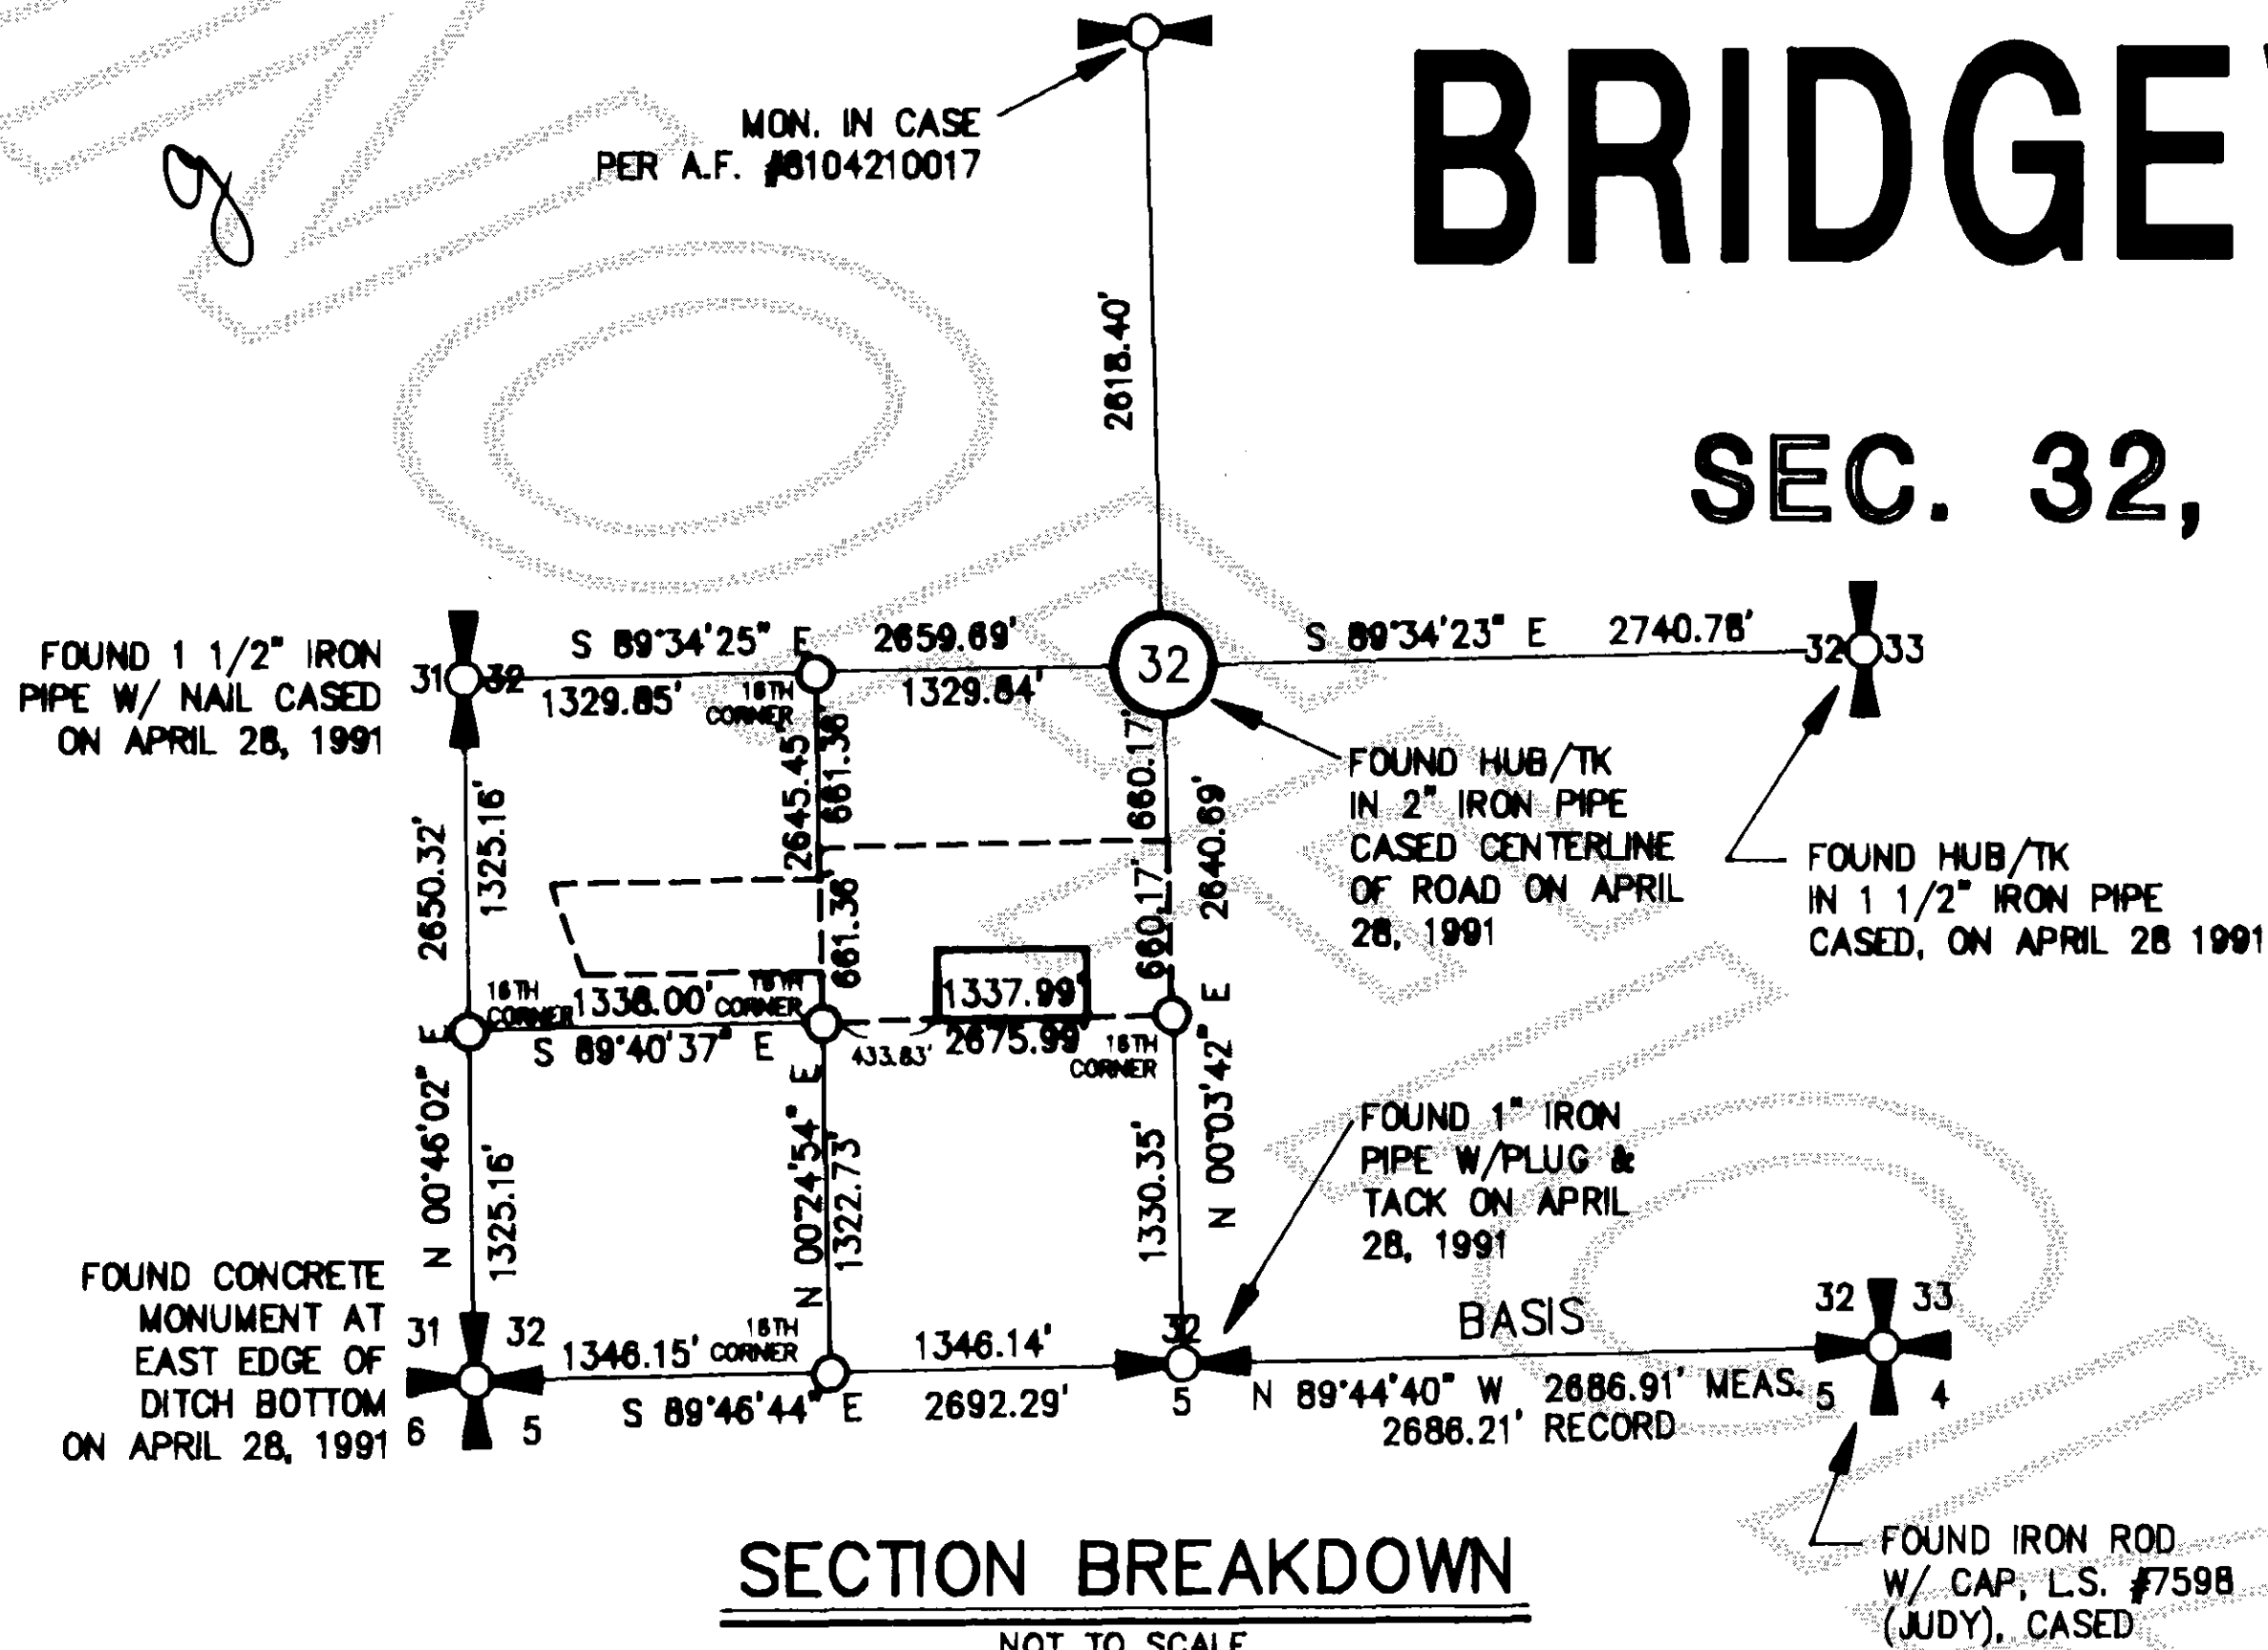 BRIDGE
SEC. 32,
MON. IN CASE
PER A.F. #8104210017
2618.40'
FOUND 1 1/2" IRON
PIPE W/ NAIL CASED
ON APRIL 28, 1991
31 32
S 89°34'25" E 2659.69'
1329.85' 16TH CORNER 1329.84'
32
S 89°34'23" E 2740.78'
32 33
FOUND HUB/TK
IN 2" IRON PIPE
CASED CENTERLINE
OF ROAD ON APRIL
28, 1991
FOUND HUB/TK
IN 1 1/2" IRON PIPE
CASED, ON APRIL 28 1991
2650.32'
1325.16'
2645.45'
661.36'
661.36'
660.17'
660.17'
2640.69'
16TH CORNER
1338.00' 16TH CORNER
1337.99'
S 89°40'37" E
433.83' 2675.99' 16TH CORNER
N 00°46'02" E
1325.16'
N 00°24'54" E
1322.73'
1330.35'
N 00°03'42" E
FOUND 1" IRON
PIPE W/PLUG &
TACK ON APRIL
28, 1991
FOUND CONCRETE
MONUMENT AT
EAST EDGE OF
DITCH BOTTOM
ON APRIL 28, 1991
31 32
6 5
1346.15' 16TH CORNER 1346.14'
S 89°46'44" E 2692.29'
32
5
BASIS
N 89°44'40" W 2686.91' MEAS.
2686.21' RECORD
32 33
5 4
FOUND IRON ROD
W/ CAP, L.S. #7598
(JUDY), CASED
SECTION BREAKDOWN
NOT TO SCALE